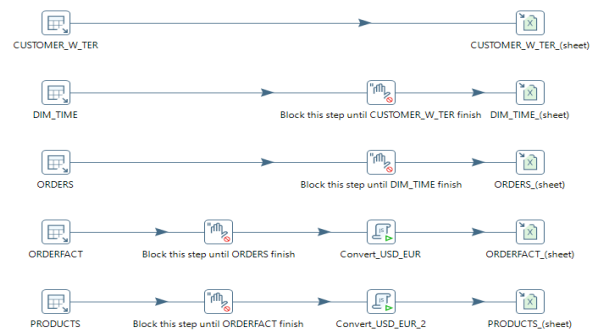 CUSTOMER_W_TER
CUSTOMER_W_TER_(sheet)
DIM_TIME
Block this step until CUSTOMER_W_TER finish
DIM_TIME_(sheet)
ORDERS
Block this step until DIM_TIME finish
ORDERS_(sheet)
ORDERFACT
Block this step until ORDERS finish
Convert_USD_EUR
ORDERFACT_(sheet)
PRODUCTS
Block this step until ORDERFACT finish
Convert_USD_EUR_2
PRODUCTS_(sheet)